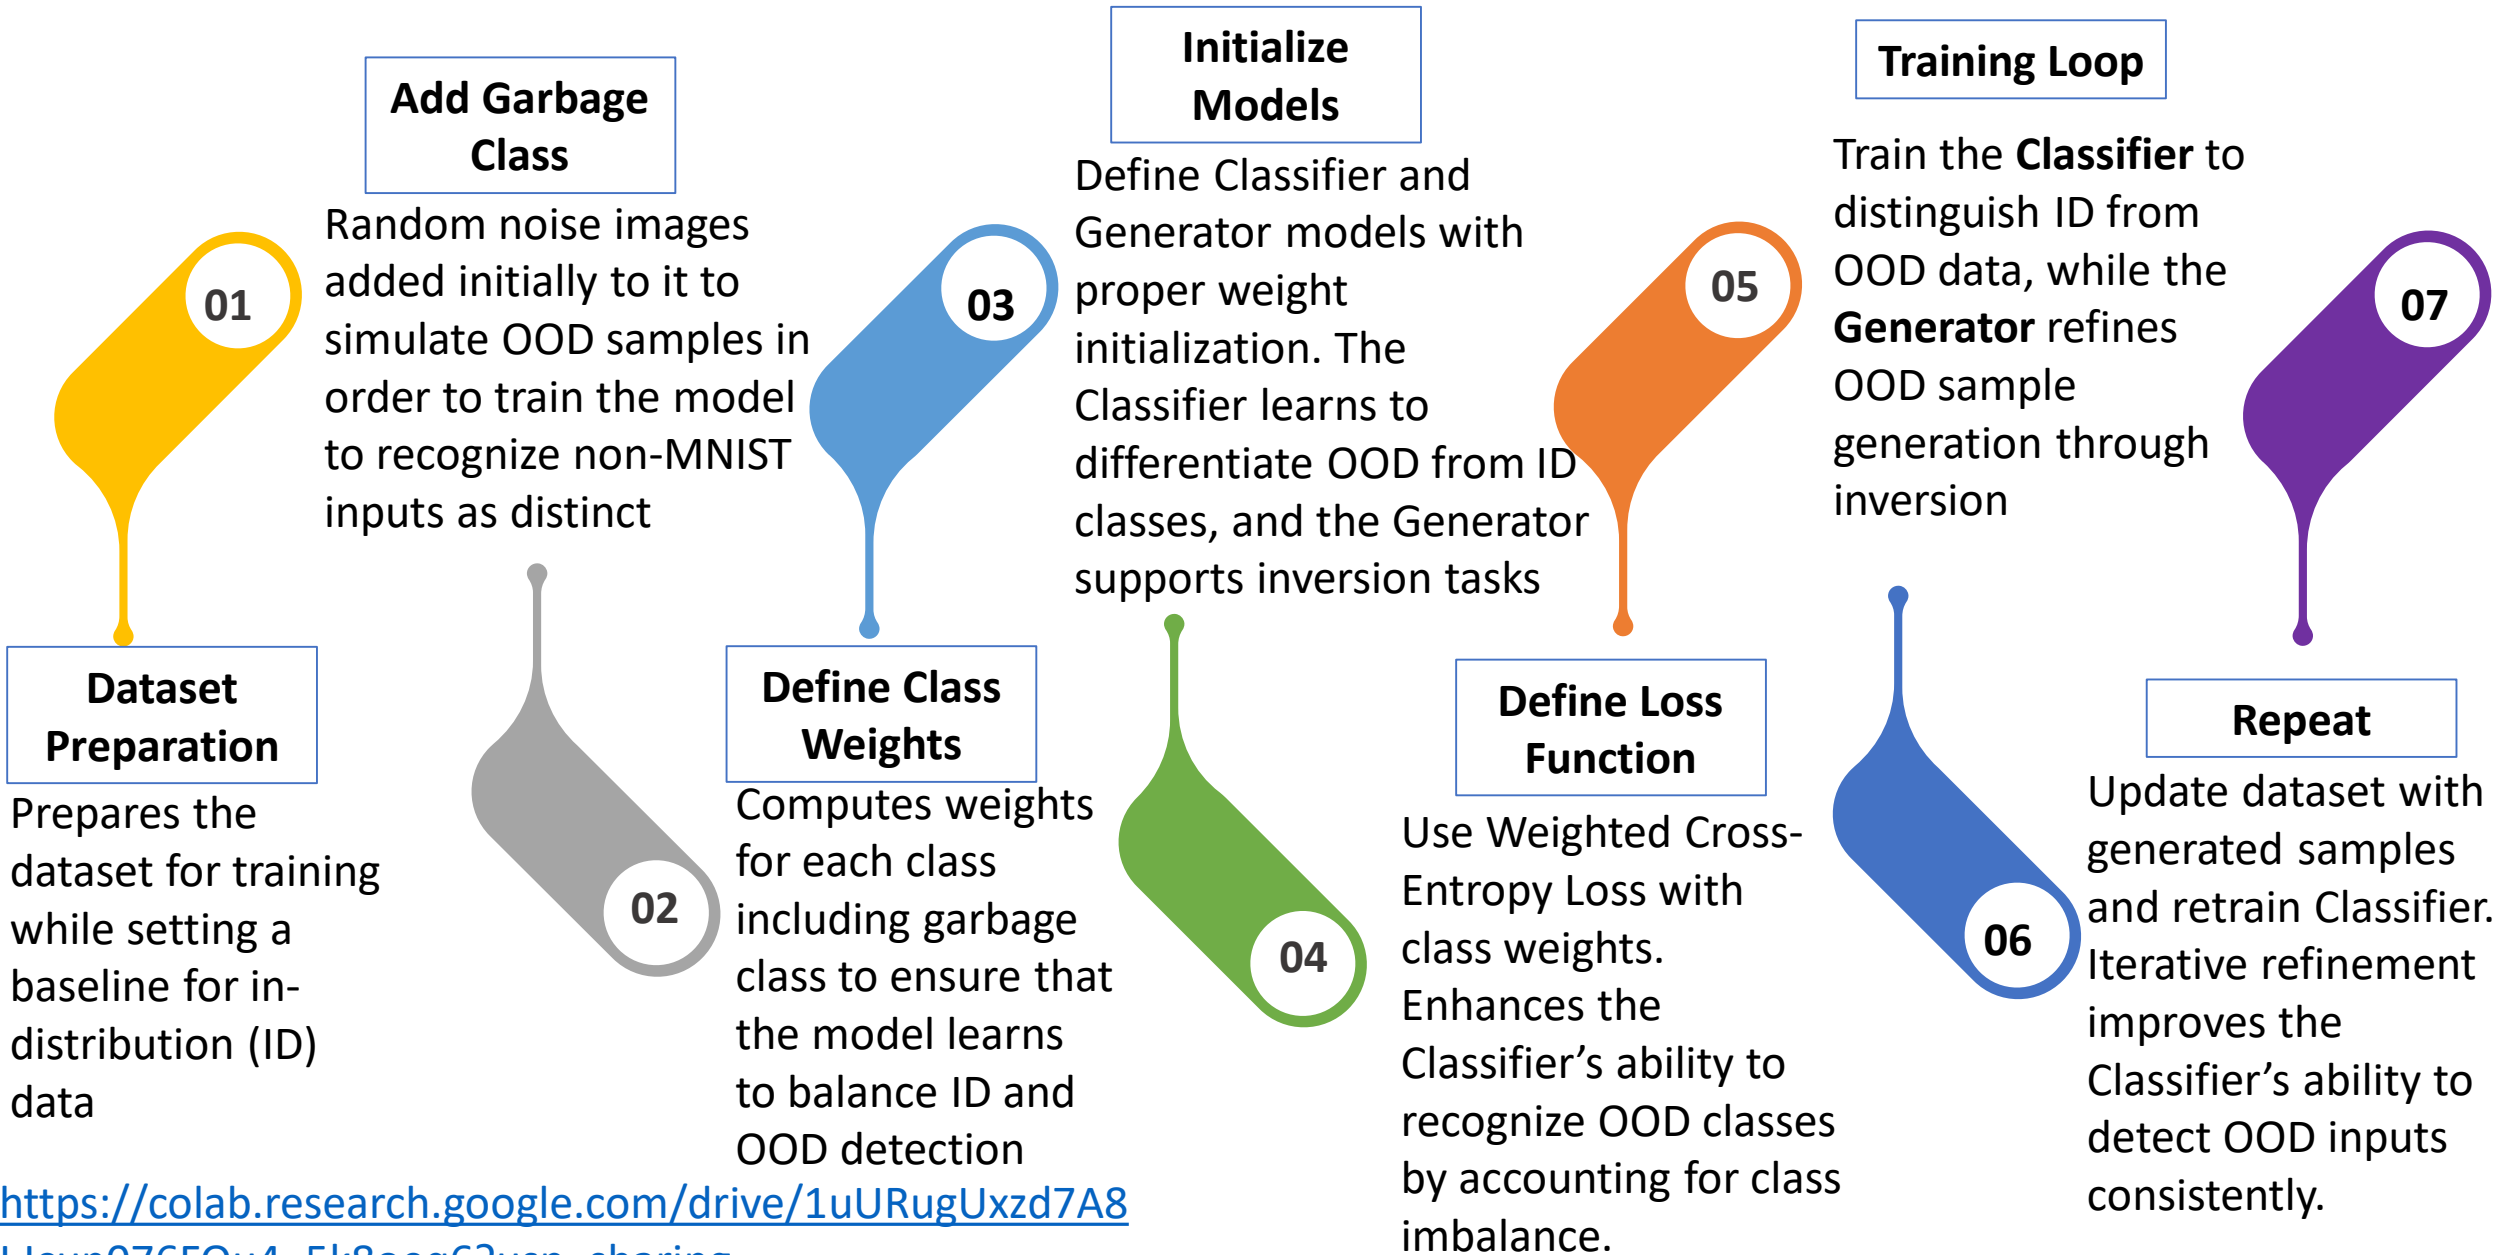 01
Dataset
Preparation
Prepares the
dataset for training
while setting a
baseline for in-
distribution (ID)
data
Add Garbage
Class
Random noise images
added initially to it to
simulate OOD samples in
order to train the model
to recognize non-MNIST
inputs as distinct
02
03
Define Class
Weights
Computes weights
for each class
including garbage
class to ensure that
the model learns
to balance ID and
OOD detection
Initialize
Models
Define Classifier and
Generator models with
proper weight
initialization. The
Classifier learns to
differentiate OOD from ID
classes, and the Generator
supports inversion tasks
04
05
Define Loss
Function
Use Weighted Cross-
Entropy Loss with
class weights.
Enhances the
Classifier’s ability to
recognize OOD classes
by accounting for class
imbalance.
Training Loop
Train the Classifier to
distinguish ID from
OOD data, while the
Generator refines
OOD sample
generation through
inversion
06
07
Repeat
Update dataset with
generated samples
and retrain Classifier.
Iterative refinement
improves the
Classifier’s ability to
detect OOD inputs
consistently.
https://colab.research.google.com/drive/1uURugUxzd7A8